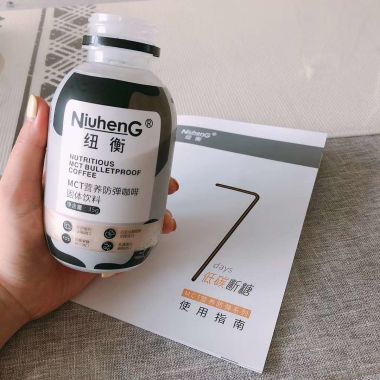 NiuhenG®
纽衡
NUTRITIOUS
MCT BULLETPROOF
COFFEE
MCT营养防弹咖啡
固体饮料
NiuhenG®
纽衡
7
days
低碳断糖
使用指南